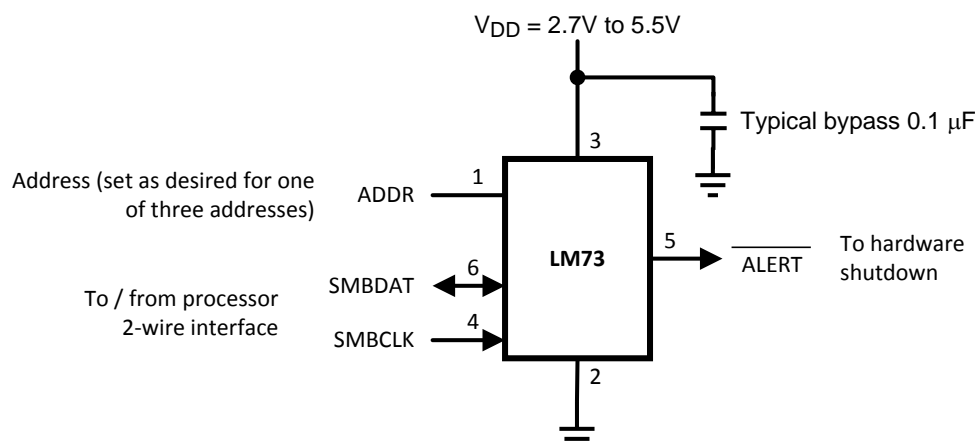 VDD = 2.7V to 5.5V
Typical bypass 0.1 μF
3
Address (set as desired for one
of three addresses)
ADDR
1
LM73
5
ALERT
To hardware
shutdown
To / from processor
2-wire interface
SMBDAT
6
SMBCLK
4
2